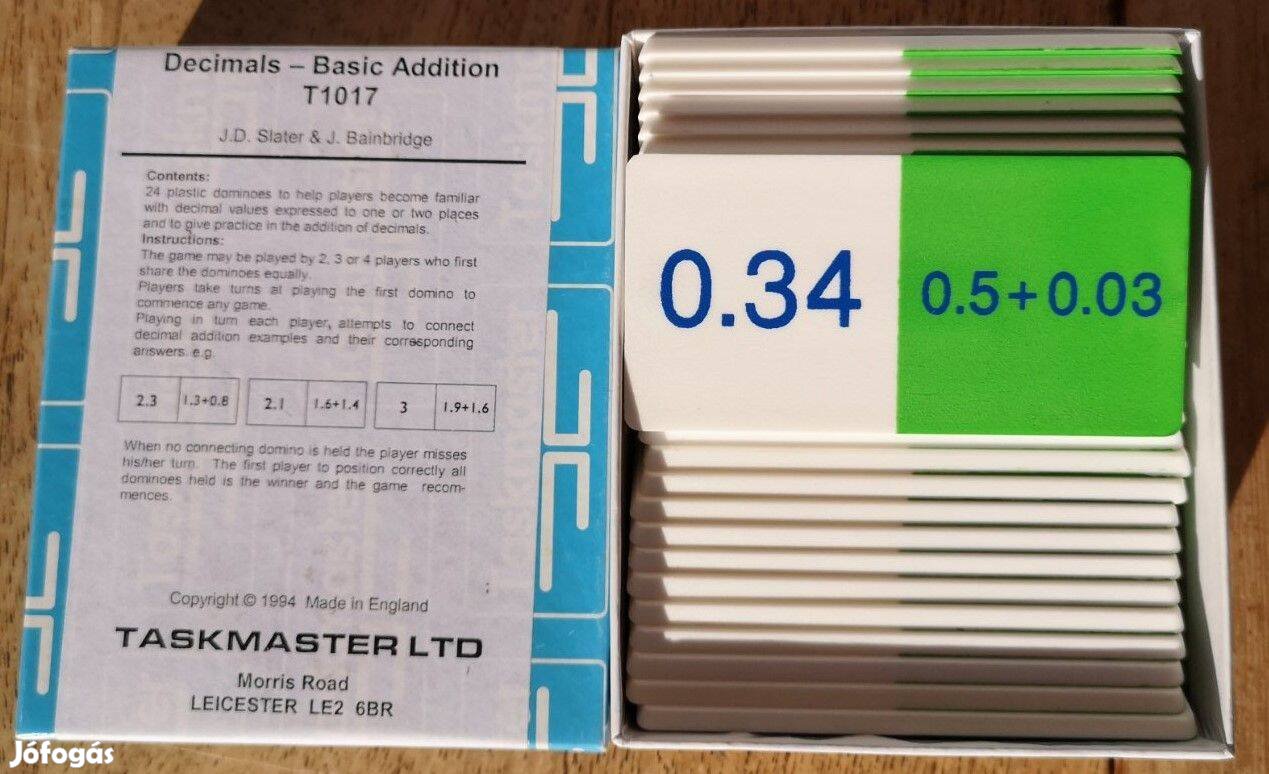 Decimals – Basic Addition
T1017
J.D. Slater & J. Bainbridge
Contents:
24 plastic dominoes to help players become familiar
with decimal values expressed to one or two places
and to give practice in the addition of decimals.
Instructions:
The game may be played by 2, 3 or 4 players who first
share the dominoes equally.
Players take turns at playing the first domino to
commence any game.
Playing in turn each player, attempts to connect
decimal addition examples and their corresponding
answers. e.g.
2.3 1.3+0.8 2.1 1.6+1.4 3 1.9+1.6
When no connecting domino is held the player misses
his/her turn. The first player to position correctly all
dominoes held is the winner and the game recom-
mences.
Copyright © 1994 Made in England
TASKMASTER LTD
Morris Road
LEICESTER LE2 6BR
0.34 0.5+0.03
Jófogás